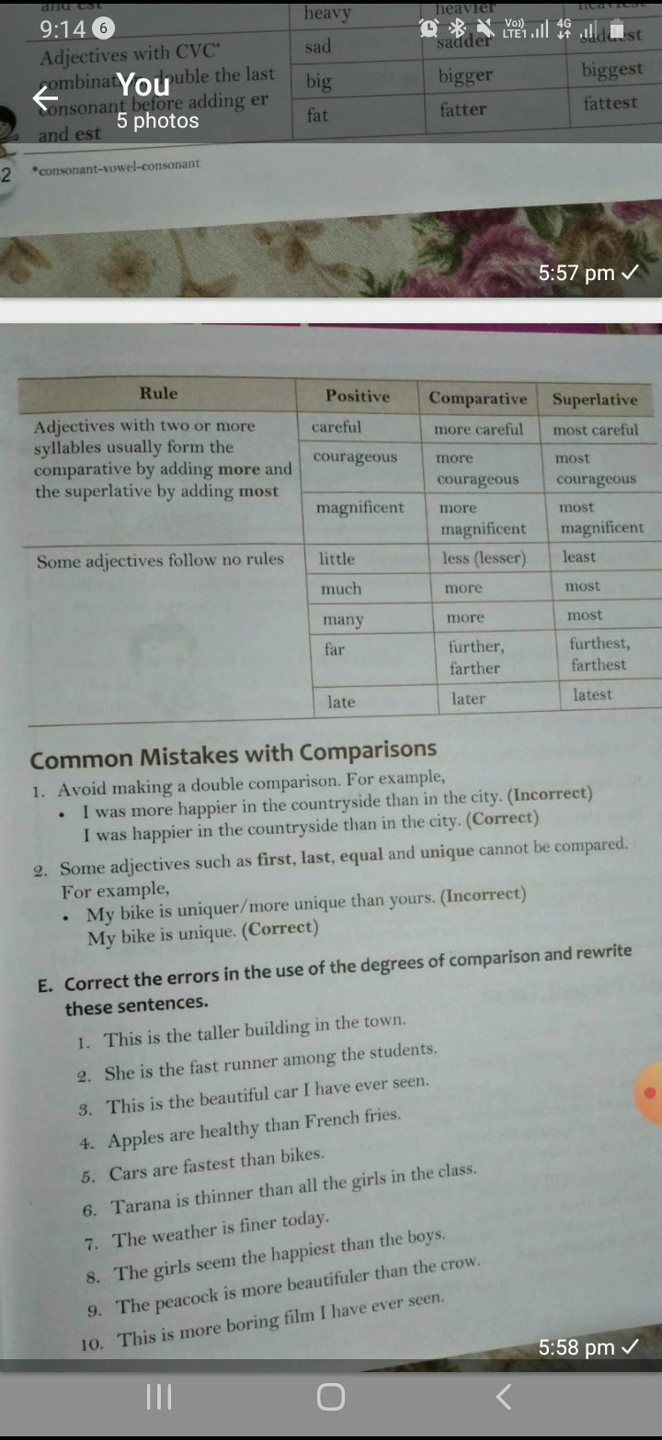 and est
heavy
heavier
heaviest
9:14 6
Vo)) LTE1 4G
Adjectives with CVC*
sad
sadder
saddest
double the last
big
bigger
biggest
You
consonant before adding er
fat
fatter
fattest
5 photos
and est
2
*consonant-vowel-consonant
5:57 pm
Rule Positive Comparative Superlative
Adjectives with two or more
syllables usually form the
comparative by adding more and
the superlative by adding most
careful more careful most careful
courageous more most
courageous courageous
magnificent more most
magnificent magnificent
Some adjectives follow no rules little less (lesser) least
much more most
many more most
far further, furthest,
farther farthest
late later latest
Common Mistakes with Comparisons
1. Avoid making a double comparison. For example,
• I was more happier in the countryside than in the city. (Incorrect)
I was happier in the countryside than in the city. (Correct)
2. Some adjectives such as first, last, equal and unique cannot be compared.
For example,
• My bike is uniquer/more unique than yours. (Incorrect)
My bike is unique. (Correct)
E. Correct the errors in the use of the degrees of comparison and rewrite
these sentences.
1. This is the taller building in the town.
2. She is the fast runner among the students.
3. This is the beautiful car I have ever seen.
4. Apples are healthy than French fries.
5. Cars are fastest than bikes.
6. Tarana is thinner than all the girls in the class.
7. The weather is finer today.
8. The girls seem the happiest than the boys.
9. The peacock is more beautifuler than the crow.
10. This is more boring film I have ever seen.
5:58 pm